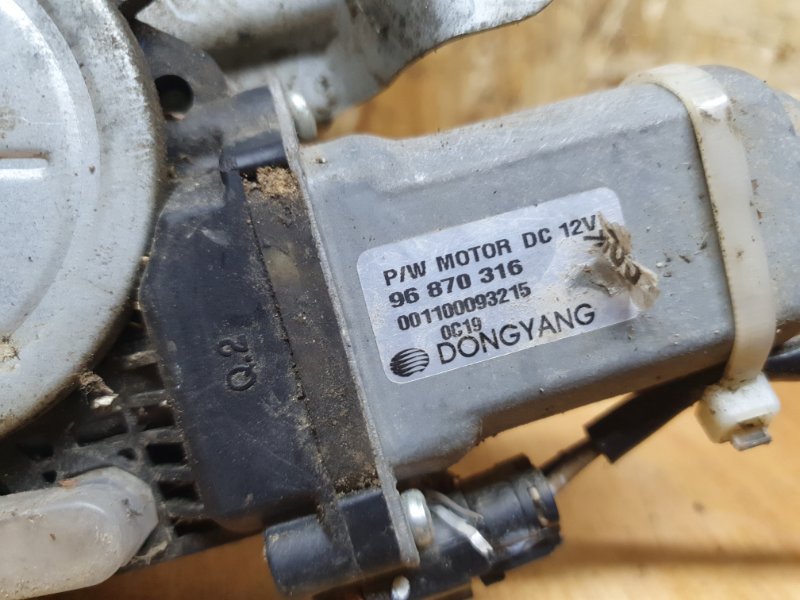 P/W MOTOR DC 12V
96 870 316
001100093215
0C19
DONGYANG
Q.2